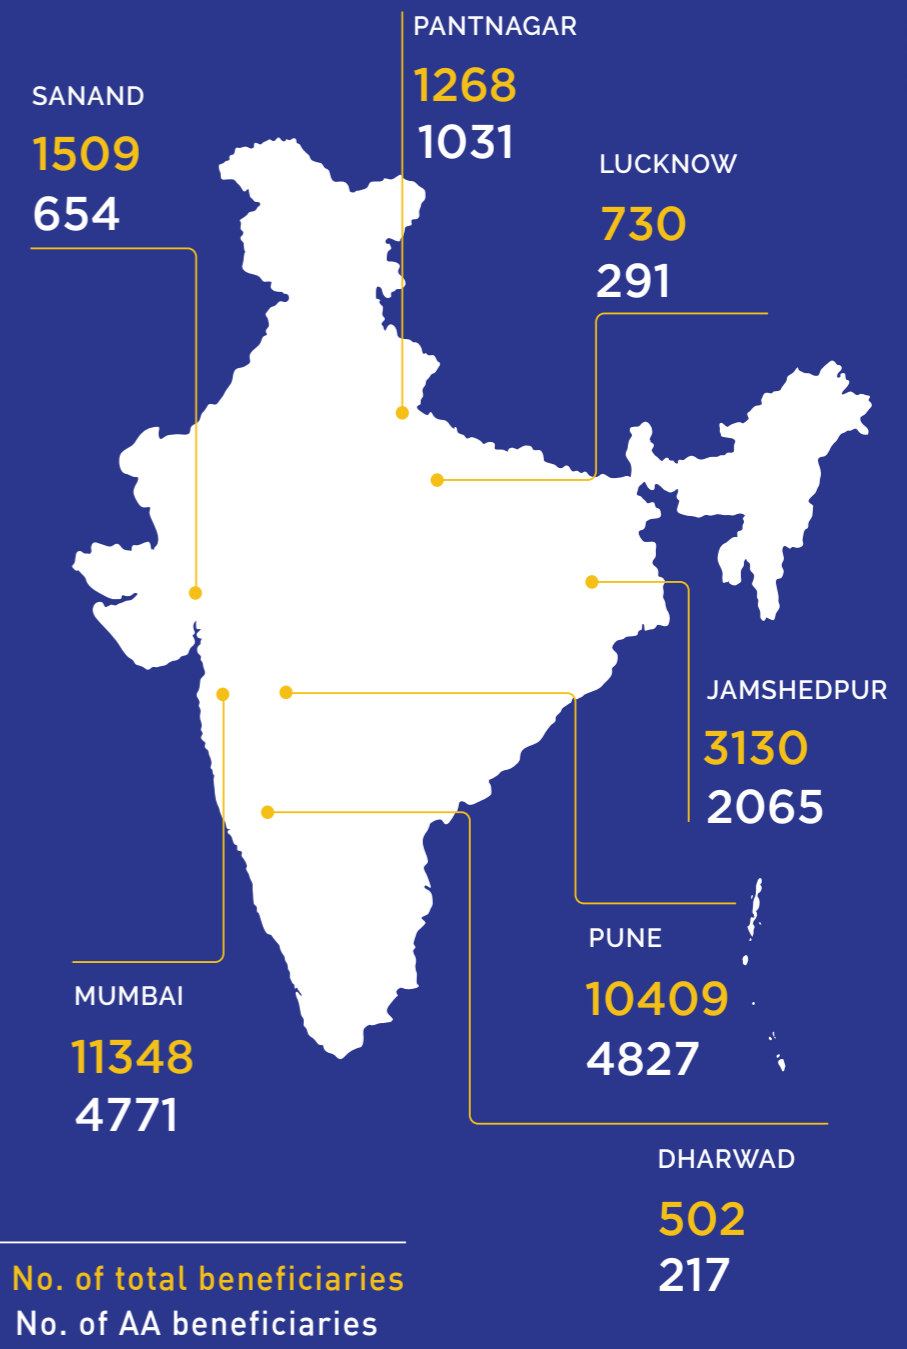 PANTNAGAR
1268
1031
SANAND
1509
654
LUCKNOW
730
291
JAMSHEDPUR
3130
2065
PUNE
10409
4827
MUMBAI
11348
4771
DHARWAD
502
217
No. of total beneficiaries
No. of AA beneficiaries